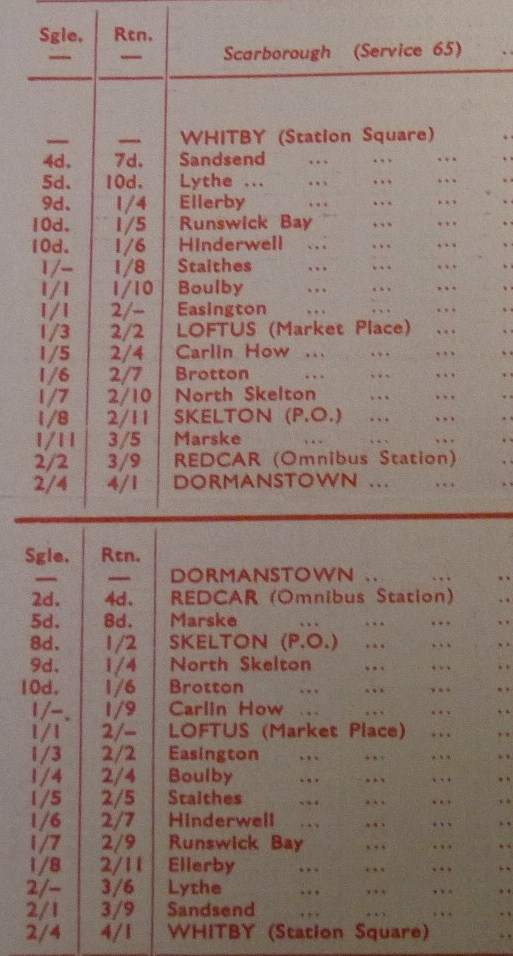 Sgle. Rtn.
— — Scarborough (Service 65) ..
— — WHITBY (Station Square) ..
4d. 7d. Sandsend ... ... ... ..
5d. 10d. Lythe ... ... ... ..
9d. 1/4 Ellerby ... ... ... ..
10d. 1/5 Runswick Bay ... ... ..
10d. 1/6 Hinderwell ... ... ... ..
1/– 1/8 Staithes ... ... ... ..
1/1 1/10 Boulby ... ... ... ..
1/1 2/– Easington ... ... ... ..
1/3 2/2 LOFTUS (Market Place) ... ..
1/5 2/4 Carlin How ... ... ... ..
1/6 2/7 Brotton ... ... ... ..
1/7 2/10 North Skelton ... ... ..
1/8 2/11 SKELTON (P.O.) ... ... ..
1/11 3/5 Marske ... ... ... ..
2/2 3/9 REDCAR (Omnibus Station) ..
2/4 4/1 DORMANSTOWN ... ... ..
Sgle. Rtn.
— — DORMANSTOWN .. ... ..
2d. 4d. REDCAR (Omnibus Station) ..
5d. 8d. Marske ... ... ... ..
8d. 1/2 SKELTON (P.O.) ... ... ..
9d. 1/4 North Skelton ... ... ..
10d. 1/6 Brotton ... ... ... ..
1/– 1/9 Carlin How ... ... ... ..
1/1 2/– LOFTUS (Market Place) ... ..
1/3 2/2 Easington ... ... ... ..
1/4 2/4 Boulby ... ... ... ..
1/5 2/5 Staithes ... ... ... ..
1/6 2/7 Hinderwell ... ... ... ..
1/7 2/9 Runswick Bay ... ... ..
1/8 2/11 Ellerby ... ... ... ..
2/– 3/6 Lythe ... ... ... ..
2/1 3/9 Sandsend ... ... ... ..
2/4 4/1 WHITBY (Station Square) ..